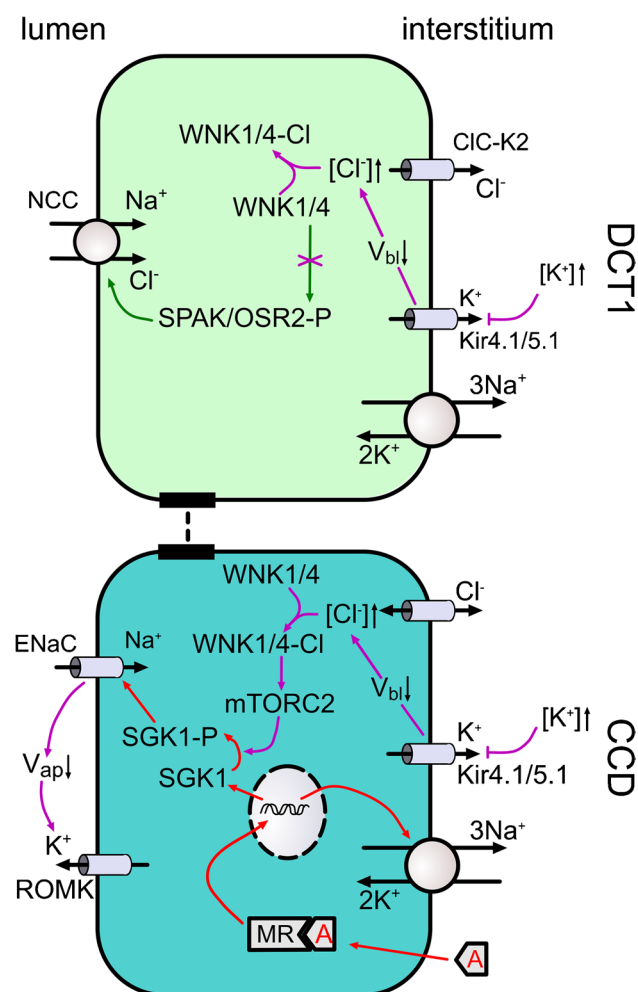 lumen
interstitium
WNK1/4-Cl
[Cl⁻]↑
ClC-K2
Cl⁻
NCC
Na⁺
WNK1/4
Cl⁻
V_bl↓
[K⁺]↑
K⁺
Kir4.1/5.1
SPAK/OSR2-P
3Na⁺
2K⁺
DCT1
WNK1/4
[Cl⁻]↑
Cl⁻
WNK1/4-Cl
ENaC
Na⁺
V_bl↓
mTORC2
[K⁺]↑
K⁺
Kir4.1/5.1
SGK1-P
V_ap↓
SGK1
CCD
K⁺
ROMK
3Na⁺
2K⁺
MR
A
A